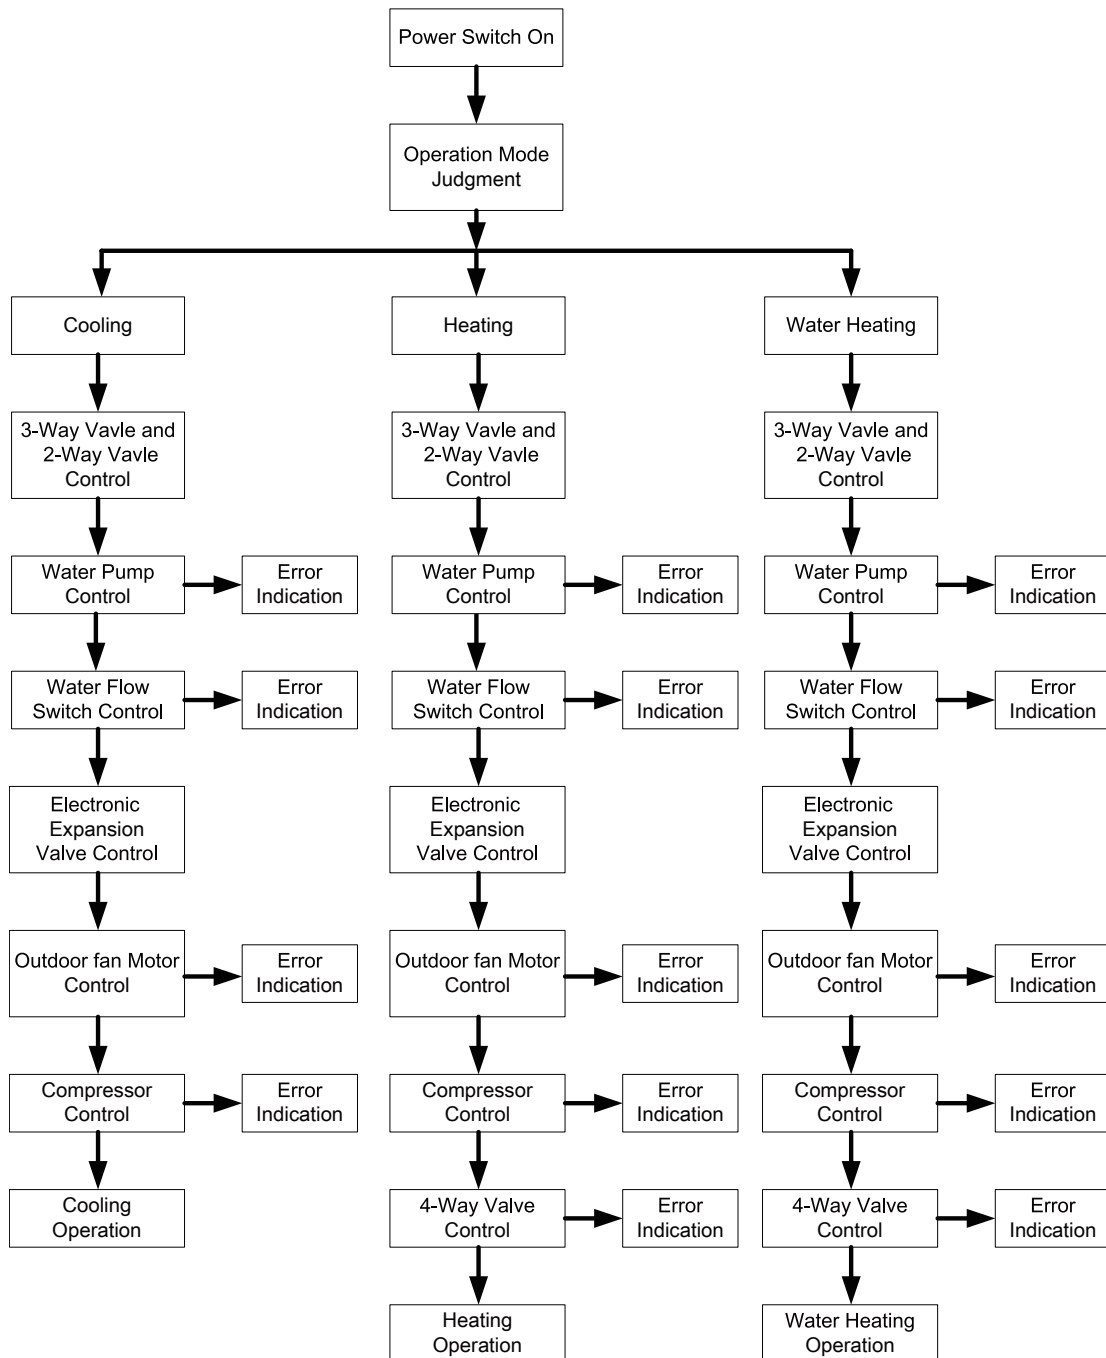 Power Switch On
Operation Mode
Judgment
Cooling
Heating
Water Heating
3-Way Vavle and
2-Way Vavle
Control
3-Way Vavle and
2-Way Vavle
Control
3-Way Vavle and
2-Way Vavle
Control
Water Pump
Control
Error
Indication
Water Pump
Control
Error
Indication
Water Pump
Control
Error
Indication
Water Flow
Switch Control
Error
Indication
Water Flow
Switch Control
Error
Indication
Water Flow
Switch Control
Error
Indication
Electronic
Expansion
Valve Control
Electronic
Expansion
Valve Control
Electronic
Expansion
Valve Control
Outdoor fan Motor
Control
Error
Indication
Outdoor fan Motor
Control
Error
Indication
Outdoor fan Motor
Control
Error
Indication
Compressor
Control
Error
Indication
Compressor
Control
Error
Indication
Compressor
Control
Error
Indication
Cooling
Operation
4-Way Valve
Control
Error
Indication
4-Way Valve
Control
Error
Indication
Heating
Operation
Water Heating
Operation